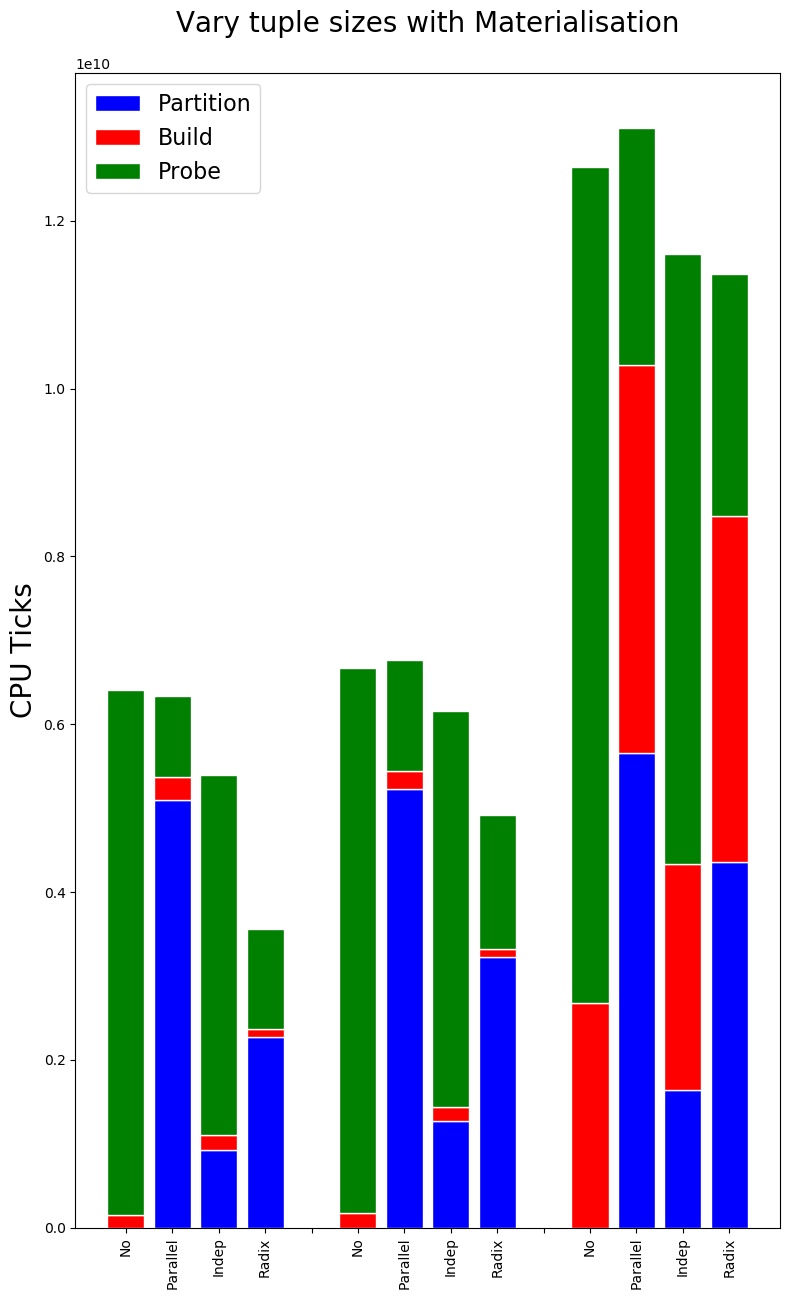 Vary tuple sizes with Materialisation
1e10
Partition
Build
Probe
1.2
1.0
0.8
0.6
0.4
0.2
0.0
CPU Ticks
No
Parallel
Indep
Radix
No
Parallel
Indep
Radix
No
Parallel
Indep
Radix